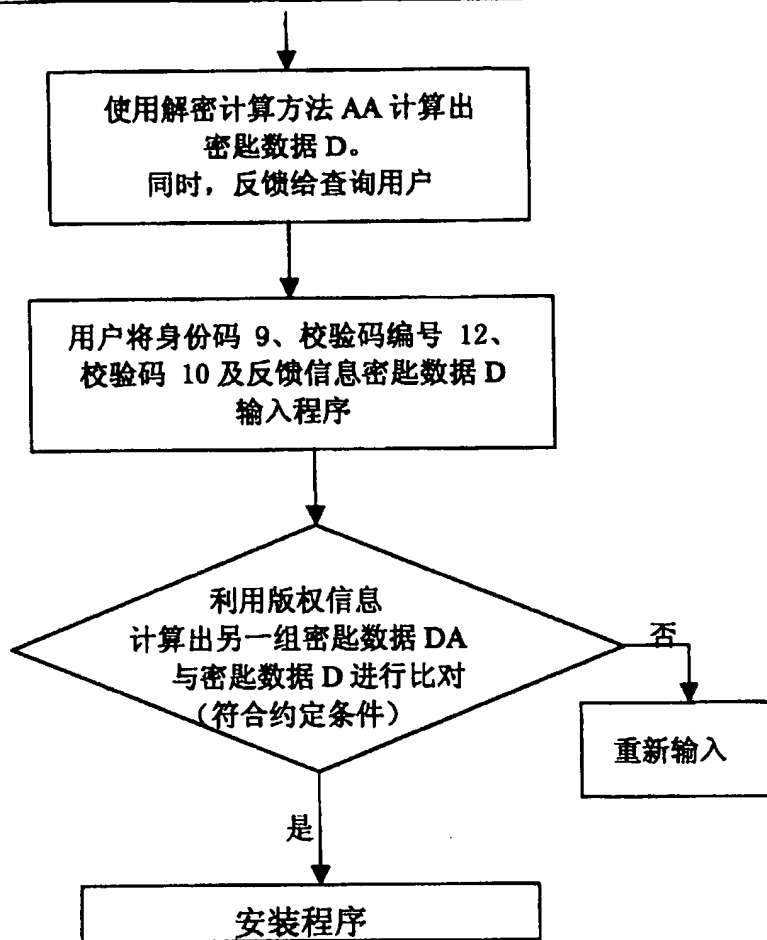 使用解密计算方法 AA 计算出
密匙数据 D。
同时，反馈给查询用户
用户将身份码 9、校验码编号 12、
校验码 10 及反馈信息密匙数据 D
输入程序
利用版权信息
计算出另一组密匙数据 DA
与密匙数据 D 进行比对
（符合约定条件）
否
重新输入
是
安装程序